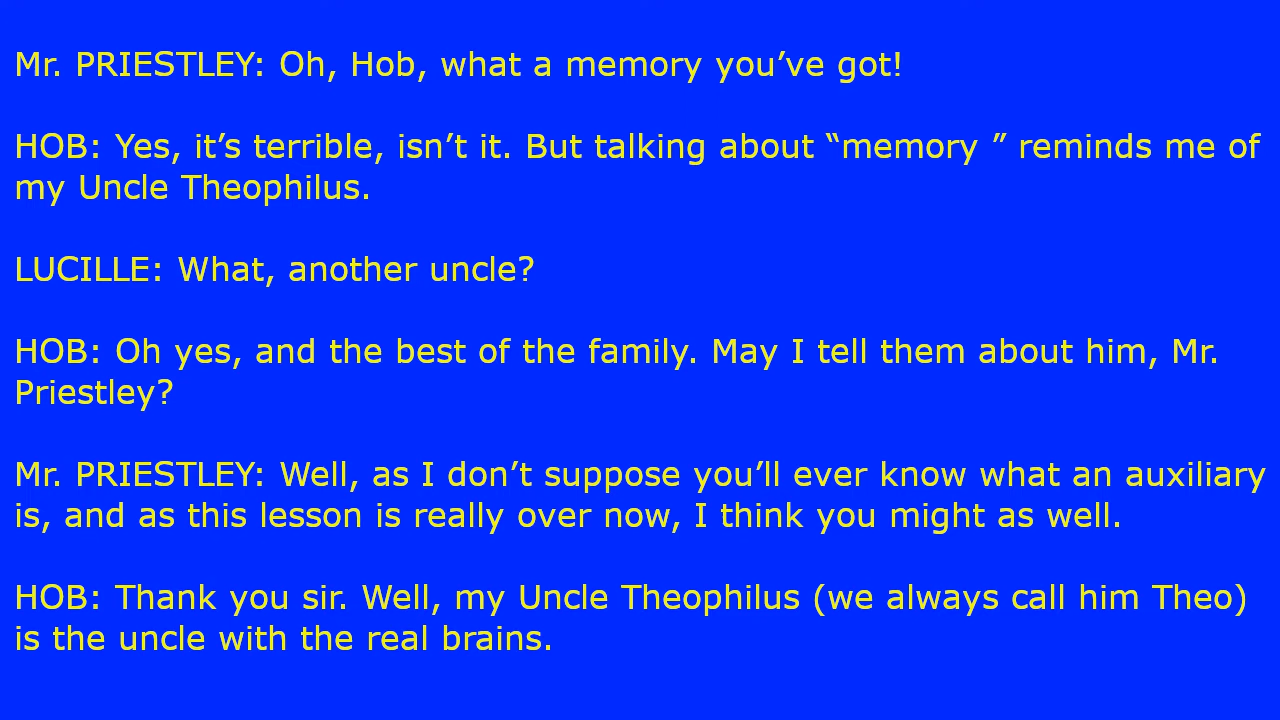 Mr. PRIESTLEY: Oh, Hob, what a memory you’ve got!
HOB: Yes, it’s terrible, isn’t it. But talking about “memory ” reminds me of
my Uncle Theophilus.
LUCILLE: What, another uncle?
HOB: Oh yes, and the best of the family. May I tell them about him, Mr.
Priestley?
Mr. PRIESTLEY: Well, as I don’t suppose you’ll ever know what an auxiliary
is, and as this lesson is really over now, I think you might as well.
HOB: Thank you sir. Well, my Uncle Theophilus (we always call him Theo)
is the uncle with the real brains.